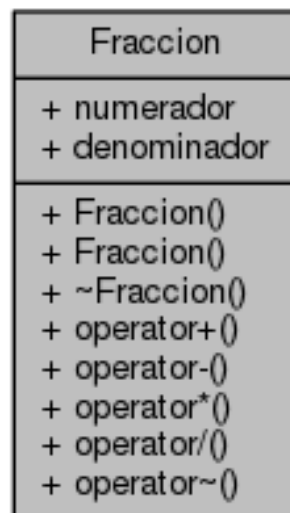 Fraccion
+ numerador
+ denominador
+ Fraccion()
+ Fraccion()
+ ~Fraccion()
+ operator+()
+ operator-()
+ operator*()
+ operator/()
+ operator~()